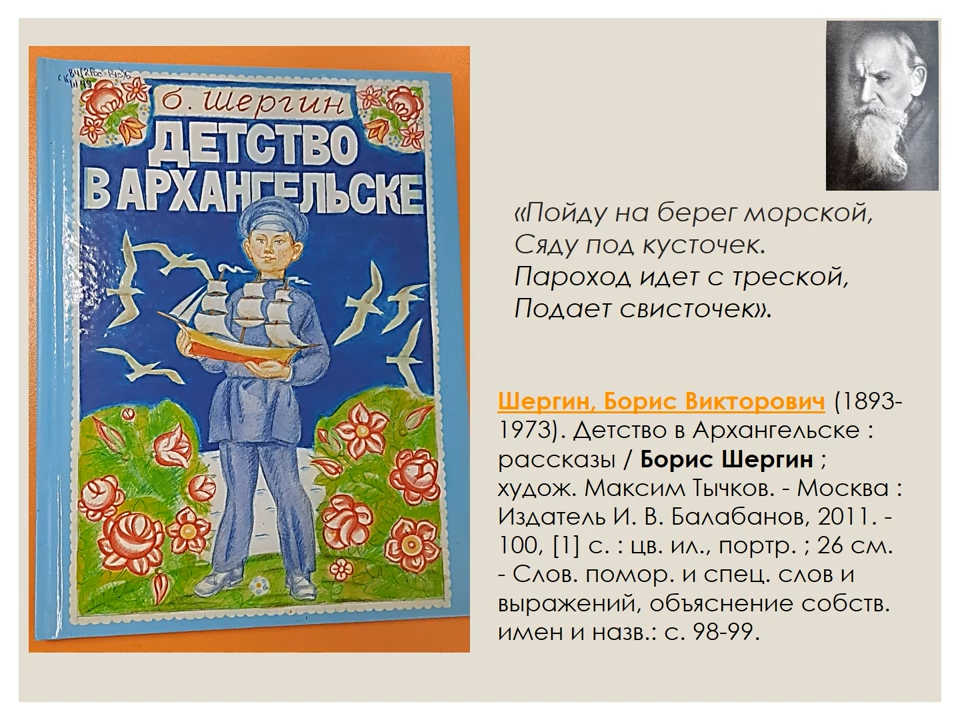 б. Шергин
ДЕТСТВО
В АРХАНГЕЛЬСКЕ
«Пойду на берег морской,
Сяду под кусточек.
Пароход идет с треской,
Подает свисточек».
Шергин, Борис Викторович (1893-
1973). Детство в Архангельске :
рассказы / Борис Шергин ;
худож. Максим Тычков. - Москва :
Издатель И. В. Балабанов, 2011. -
100, [1] с. : цв. ил., портр. ; 26 см.
- Слов. помор. и спец. слов и
выражений, объяснение собств.
имен и назв.: с. 98-99.